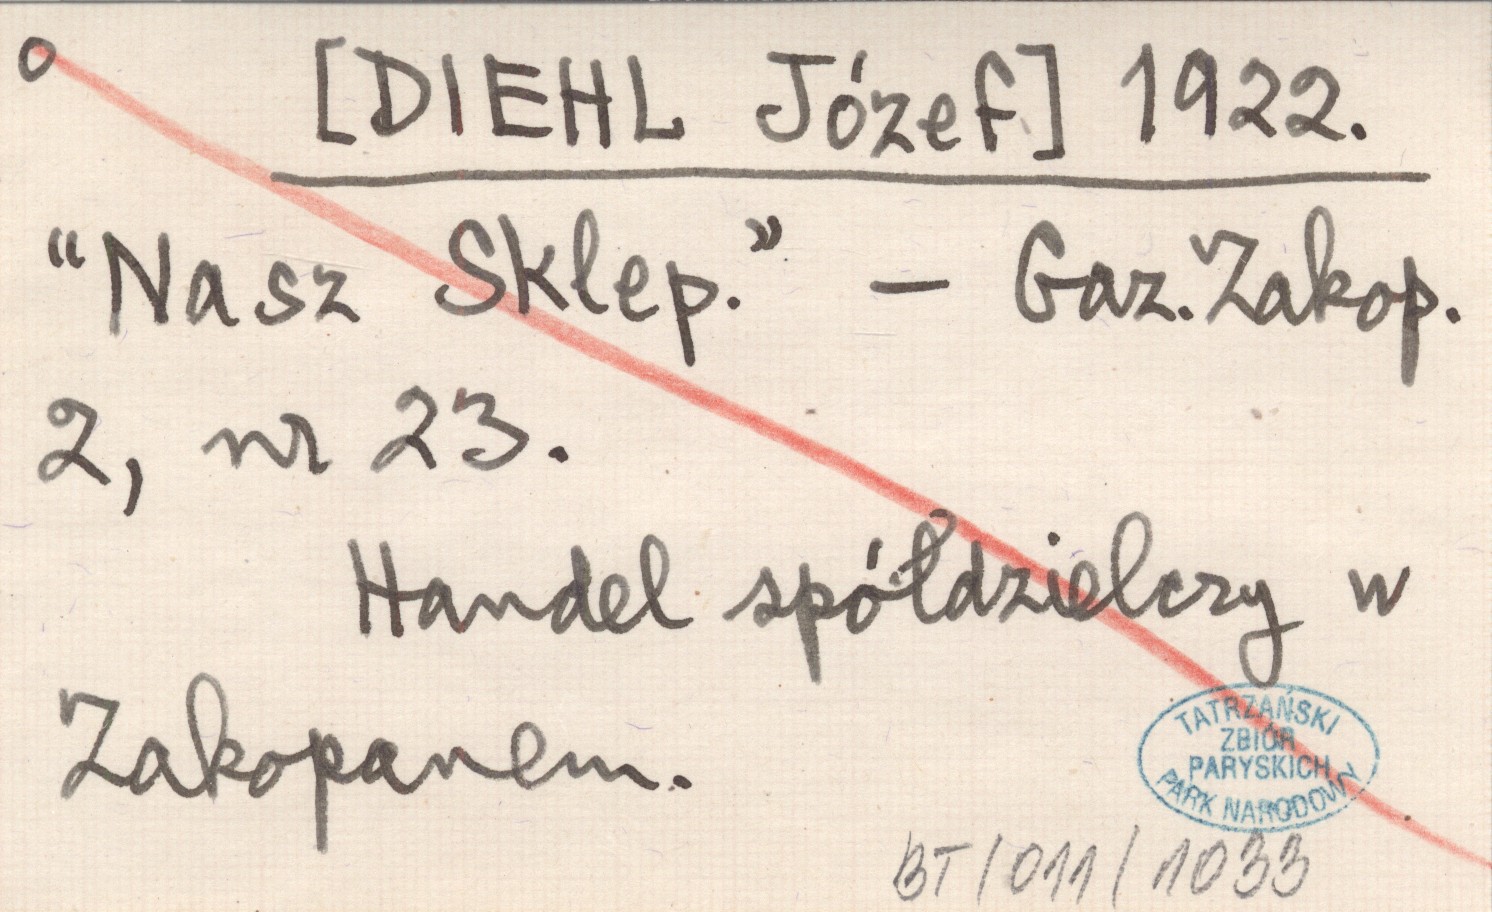 o [DIEHL Józef] 1922.
"Nasz Sklep." – Gaz. Zakop.
2, nr 23.
Handel spółdzielczy w
Zakopanem.
TATRZAŃSKI
ZBIÓR
PARYSKICH
PARK NARODOWY
BT/011/1033